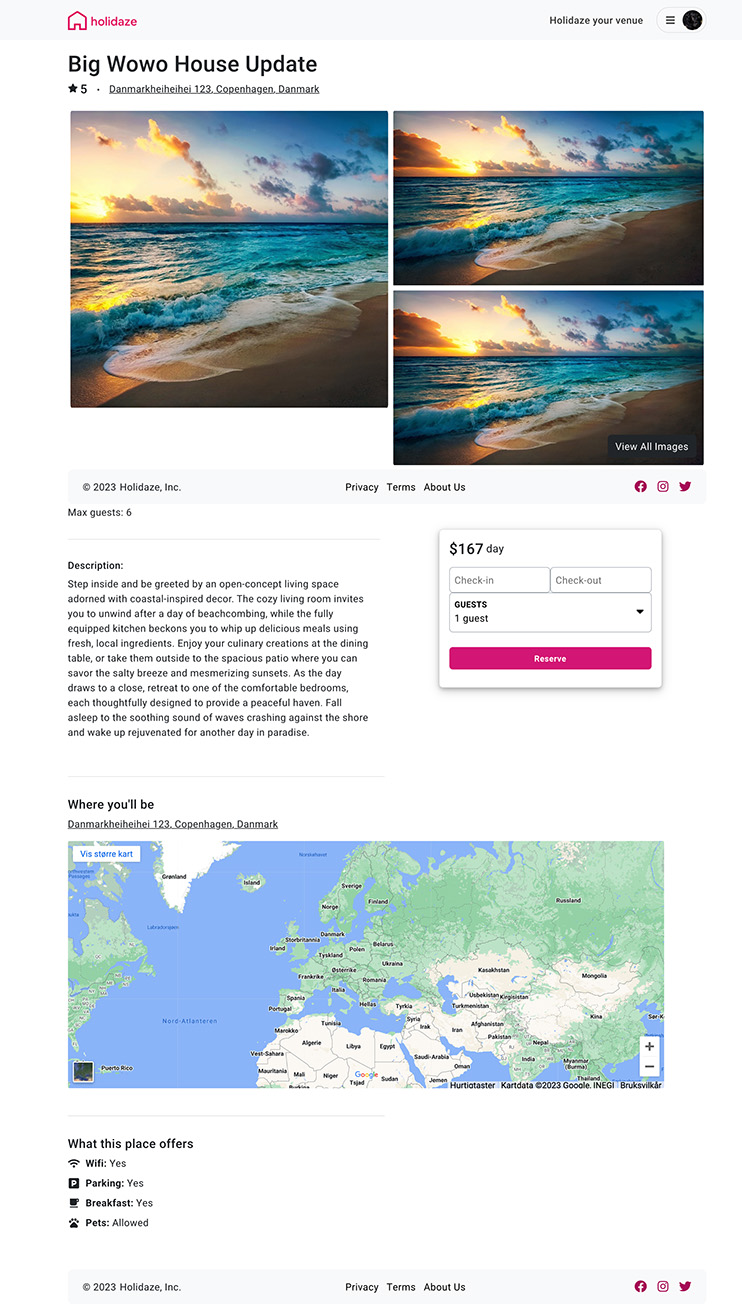 holidaze
Holidaze your venue
Big Wowo House Update
5 · Danmarkheiheihei 123, Copenhagen, Danmark
View All Images
© 2023 Holidaze, Inc.
Privacy Terms About Us
Max guests: 6
$167 day
Check-in
Check-out
GUESTS
1 guest
Reserve
Description:
Step inside and be greeted by an open-concept living space
adorned with coastal-inspired decor. The cozy living room invites
you to unwind after a day of beachcombing, while the fully
equipped kitchen beckons you to whip up delicious meals using
fresh, local ingredients. Enjoy your culinary creations at the dining
table, or take them outside to the spacious patio where you can
savor the salty breeze and mesmerizing sunsets. As the day
draws to a close, retreat to one of the comfortable bedrooms,
each thoughtfully designed to provide a peaceful haven. Fall
asleep to the soothing sound of waves crashing against the shore
and wake up rejuvenated for another day in paradise.
Where you'll be
Danmarkheiheihei 123, Copenhagen, Danmark
Vis større kart
Norskehavet
Grønland
Island
Sverige
Finland
Norge
Russland
Labradorsjøen
Danmark
Storbritannia
Irland
Polen
Belarus
Tyskland
Ukraina
Østerrike
Kasakhstan
Frankrike
Mongolia
Romania
Italia
Spania
Usbekistan
Kirgisistan
Hellas
Tyrkia
Turkmenistan
Portugal
Nord-Atlanteren
Tunisia
Syria
Kina
Marokko
Irak
Iran
Afghanistan
Algerie
Libya
Egypt
Pakistan
Nepal
Vest-Sahara
Saudi-Arabia
Oman
India
Myanmar
(Burma)
Puerto Rico
Mauritania
Mali
Niger
Sudan
Tsjad
Jemen
Thailand
Burkina
Google
Hurtigtaster
Kartdata ©2023 Google, INEGI
Bruksvilkår
What this place offers
Wifi: Yes
Parking: Yes
Breakfast: Yes
Pets: Allowed
© 2023 Holidaze, Inc.
Privacy Terms About Us